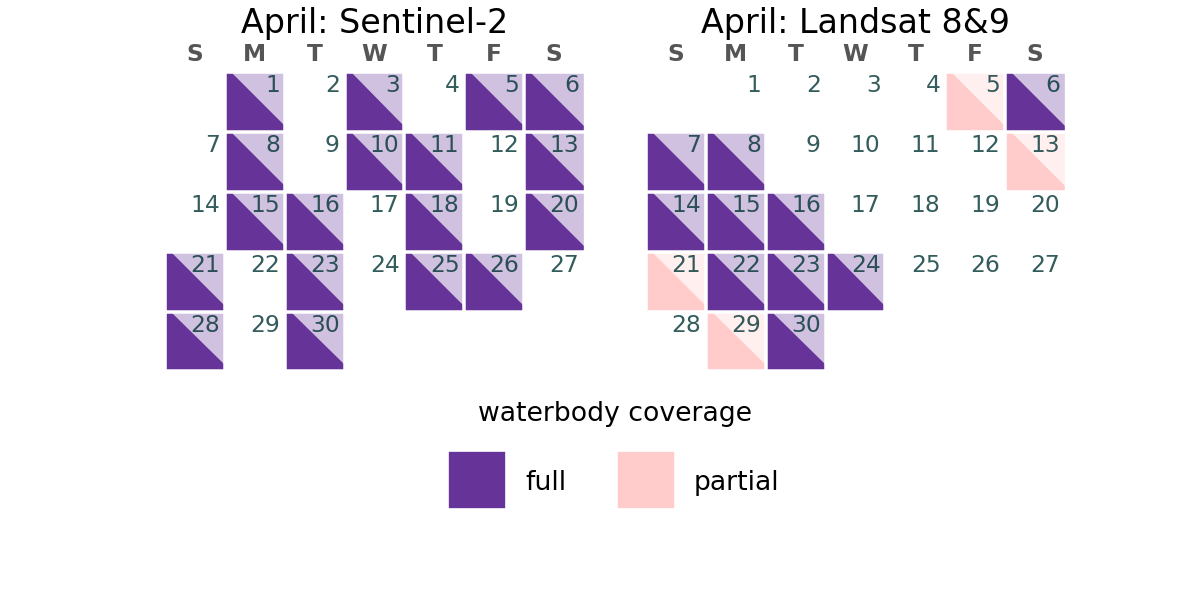 April: Sentinel-2
S M T W T F S
1 2 3 4 5 6
7 8 9 10 11 12 13
14 15 16 17 18 19 20
21 22 23 24 25 26 27
28 29 30
April: Landsat 8&9
S M T W T F S
1 2 3 4 5 6
7 8 9 10 11 12 13
14 15 16 17 18 19 20
21 22 23 24 25 26 27
28 29 30
waterbody coverage
full partial